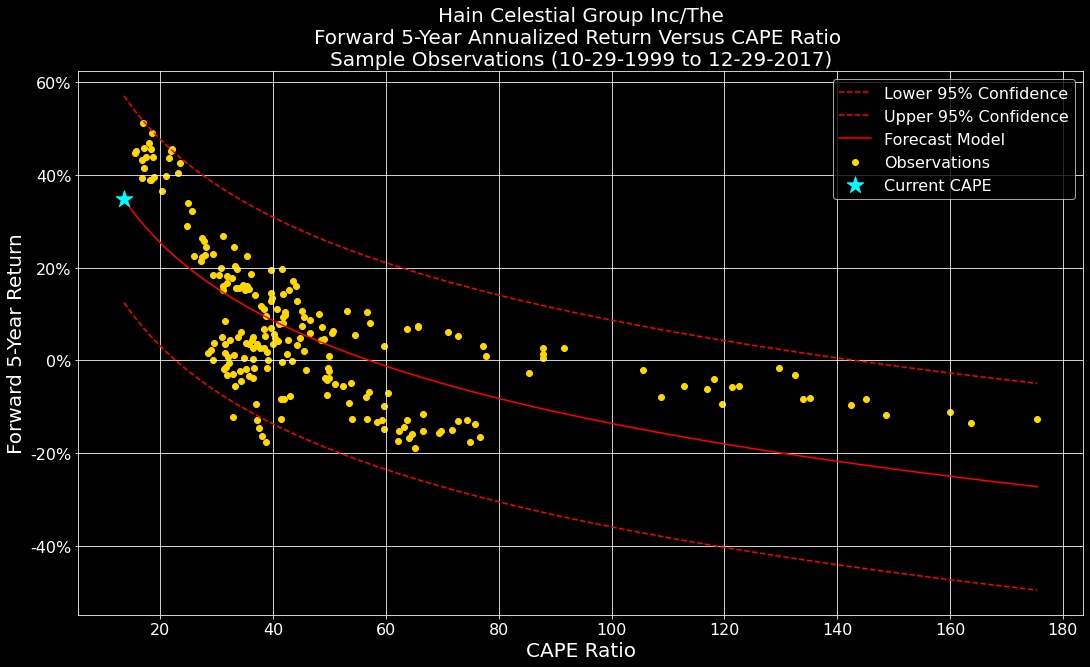 Hain Celestial Group Inc/The
Forward 5-Year Annualized Return Versus CAPE Ratio
Sample Observations (10-29-1999 to 12-29-2017)
Lower 95% Confidence
Upper 95% Confidence
Forecast Model
Observations
Current CAPE
Forward 5-Year Return
60%
40%
20%
0%
-20%
-40%
20 40 60 80 100 120 140 160 180
CAPE Ratio